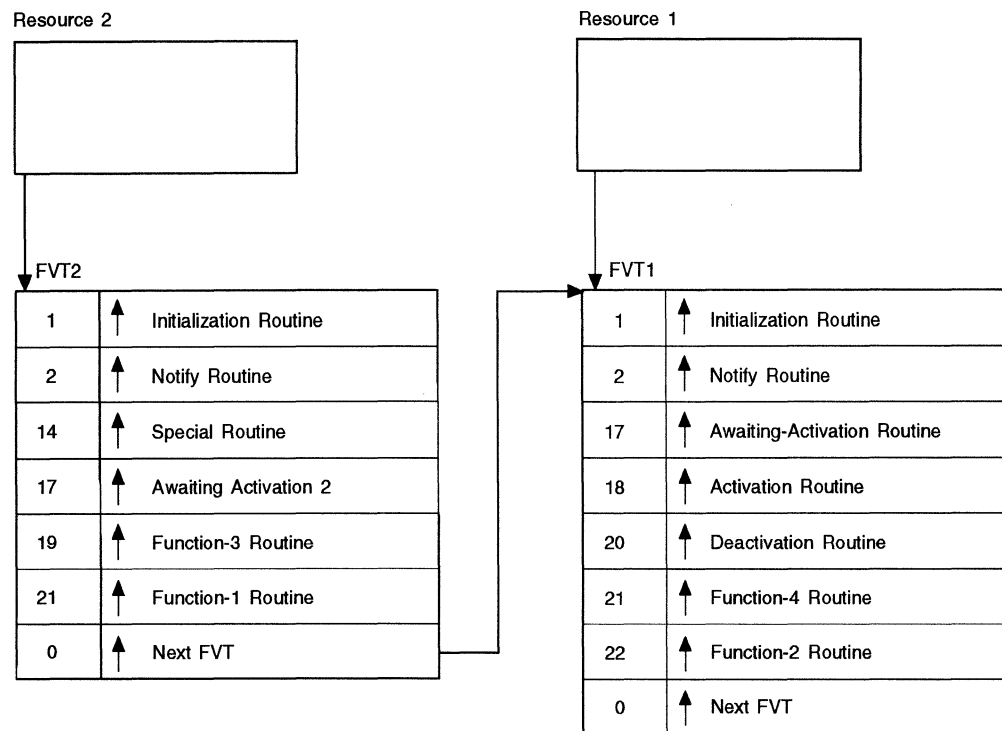 Resource 2
Resource 1
FVT2
1 Initialization Routine
2 Notify Routine
14 Special Routine
17 Awaiting Activation 2
19 Function-3 Routine
21 Function-1 Routine
0 Next FVT
FVT1
1 Initialization Routine
2 Notify Routine
17 Awaiting-Activation Routine
18 Activation Routine
20 Deactivation Routine
21 Function-4 Routine
22 Function-2 Routine
0 Next FVT